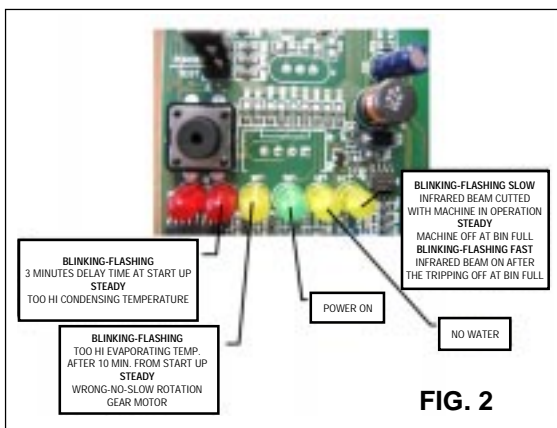 BLINKING-FLASHING SLOW
INFRARED BEAM CUTTED
WITH MACHINE IN OPERATION
STEADY
MACHINE OFF AT BIN FULL
BLINKING-FLASHING FAST
INFRARED BEAM ON AFTER
THE TRIPPING OFF AT BIN FULL
BLINKING-FLASHING
3 MINUTES DELAY TIME AT START UP
STEADY
TOO HI CONDENSING TEMPERATURE
POWER ON
NO WATER
BLINKING-FLASHING
TOO HI EVAPORATING TEMP.
AFTER 10 MIN. FROM START UP
STEADY
WRONG-NO-SLOW ROTATION
GEAR MOTOR
FIG. 2